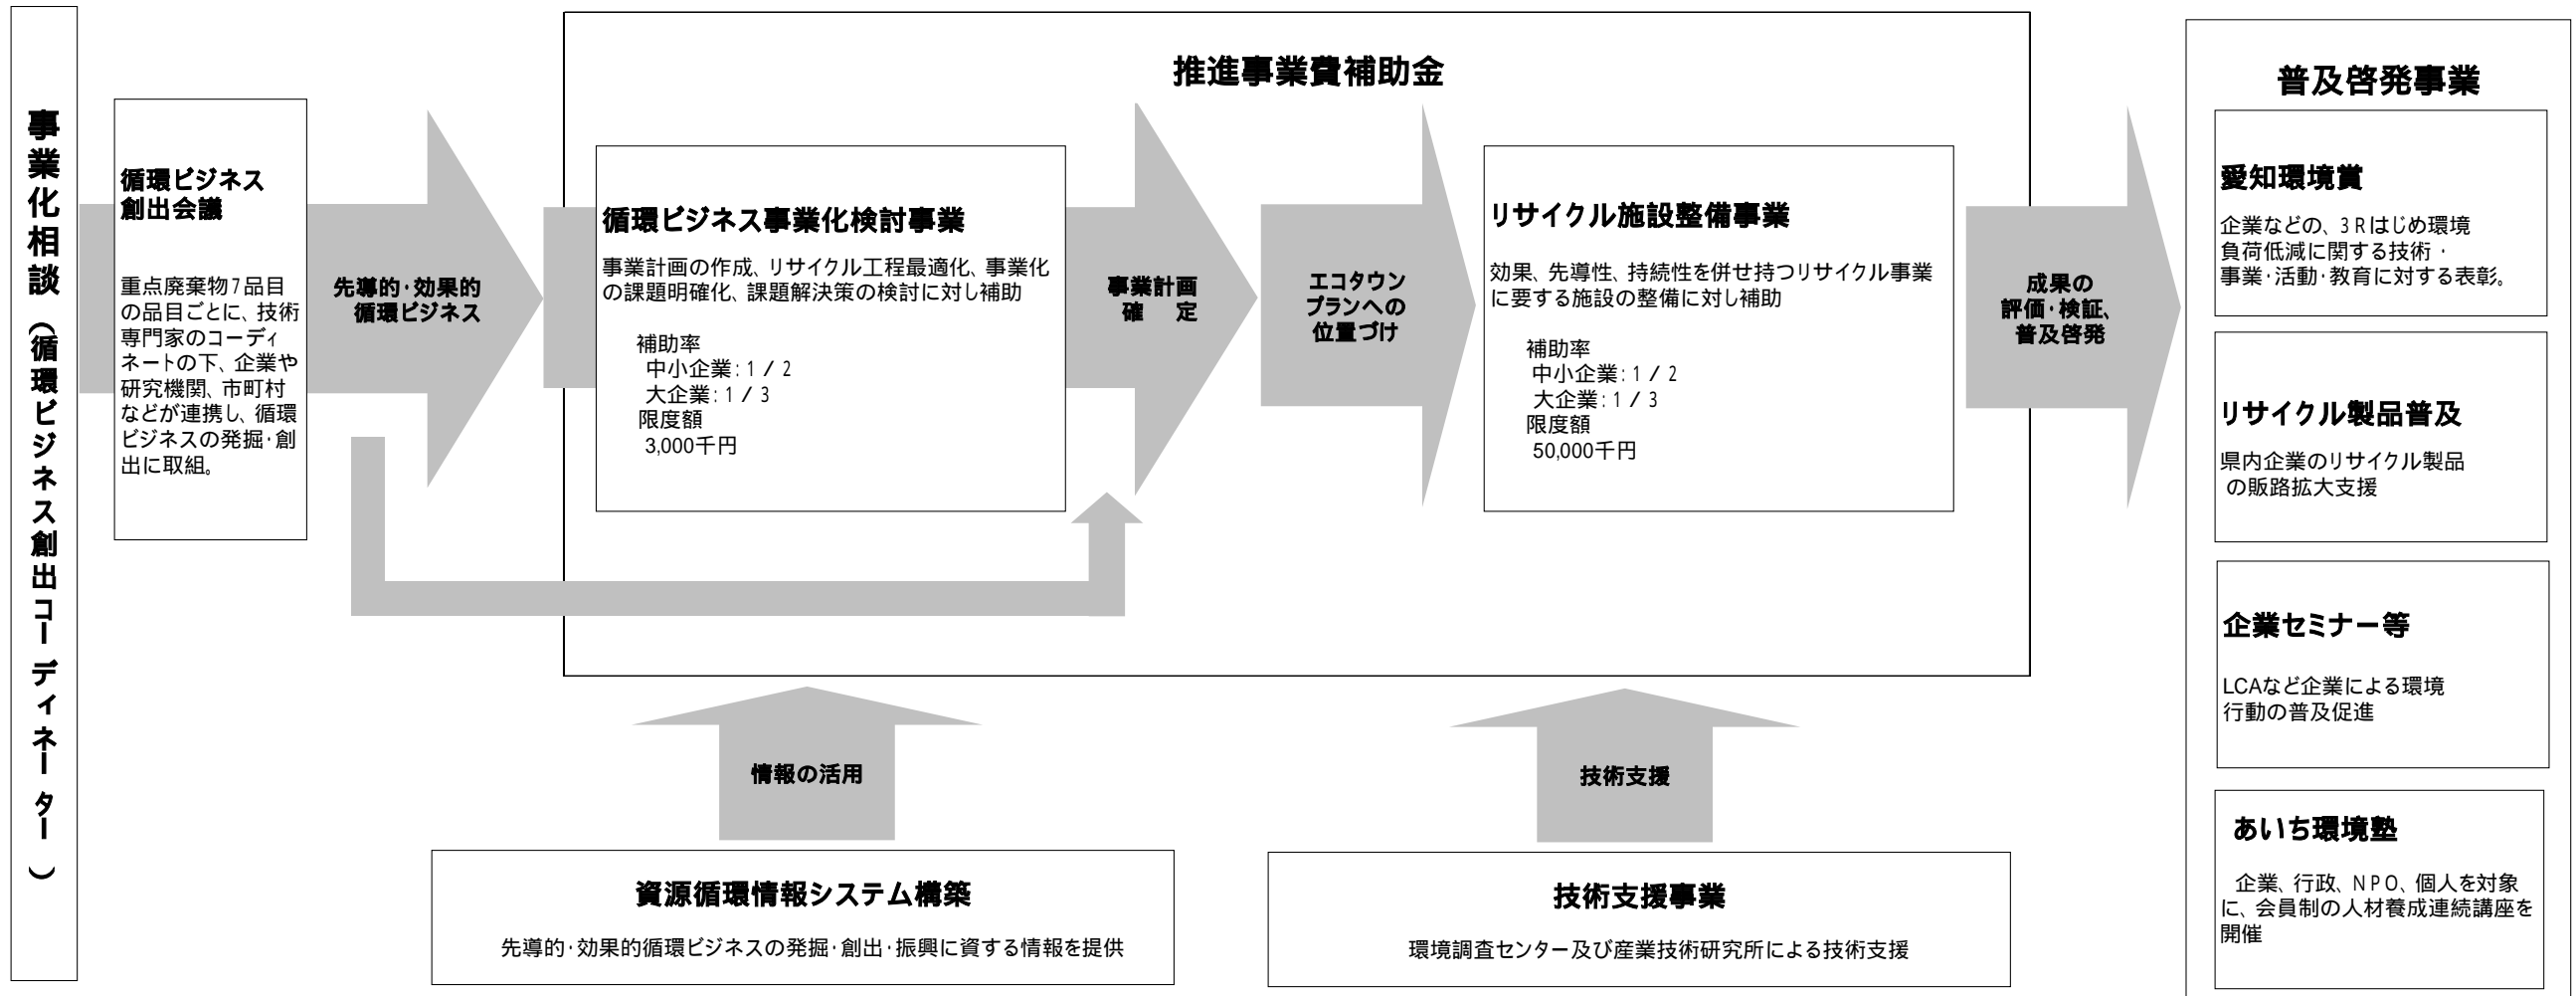 事業化相談（循環ビジネス創出コーディネーター）
循環ビジネス
創出会議
重点廃棄物7品目
の品目ごとに、技術
専門家のコーディ
ネートの下、企業や
研究機関、市町村
などが連携し、循環
ビジネスの発掘・創
出に取組。
先導的・効果的
循環ビジネス
推進事業費補助金
循環ビジネス事業化検討事業
事業計画の作成、リサイクル工程最適化、事業化
の課題明確化、課題解決策の検討に対し補助
補助率
中小企業：1／2
大企業：1／3
限度額
3,000千円
事業計画
確　定
エコタウン
プランへの
位置づけ
リサイクル施設整備事業
効果、先導性、持続性を併せ持つリサイクル事業
に要する施設の整備に対し補助
補助率
中小企業：1／2
大企業：1／3
限度額
50,000千円
成果の
評価・検証、
普及啓発
普及啓発事業
愛知環境賞
企業などの、3Rはじめ環境
負荷低減に関する技術・
事業・活動・教育に対する表彰。
リサイクル製品普及
県内企業のリサイクル製品
の販路拡大支援
企業セミナー等
LCAなど企業による環境
行動の普及促進
あいち環境塾
企業、行政、NPO、個人を対象
に、会員制の人材養成連続講座を
開催
情報の活用
技術支援
資源循環情報システム構築
先導的・効果的循環ビジネスの発掘・創出・振興に資する情報を提供
技術支援事業
環境調査センター及び産業技術研究所による技術支援